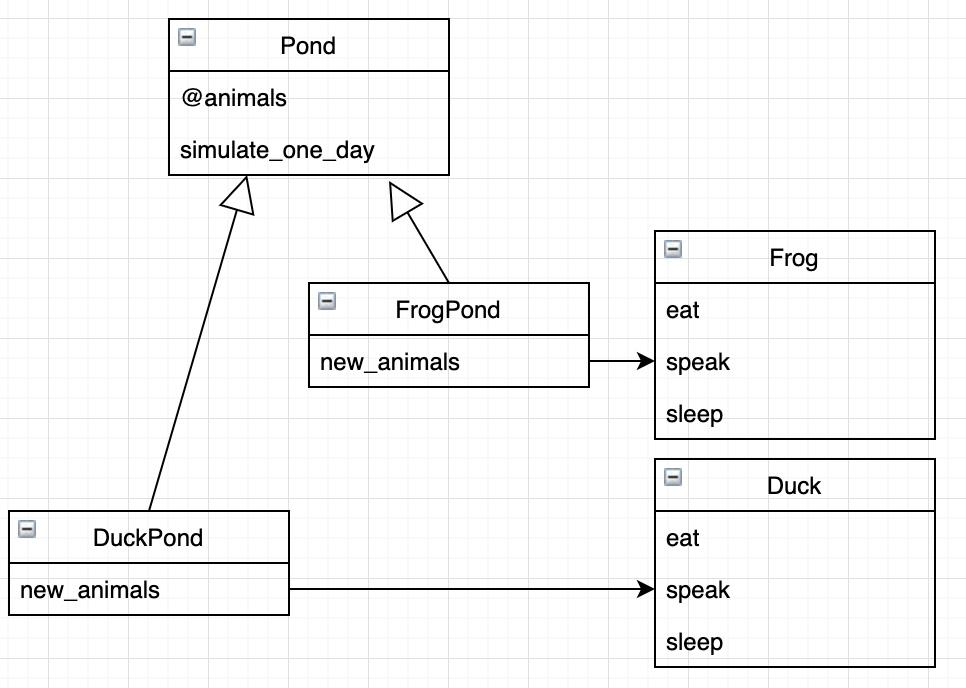 Pond
@animals
simulate_one_day
FrogPond
new_animals
Frog
eat
speak
sleep
DuckPond
new_animals
Duck
eat
speak
sleep